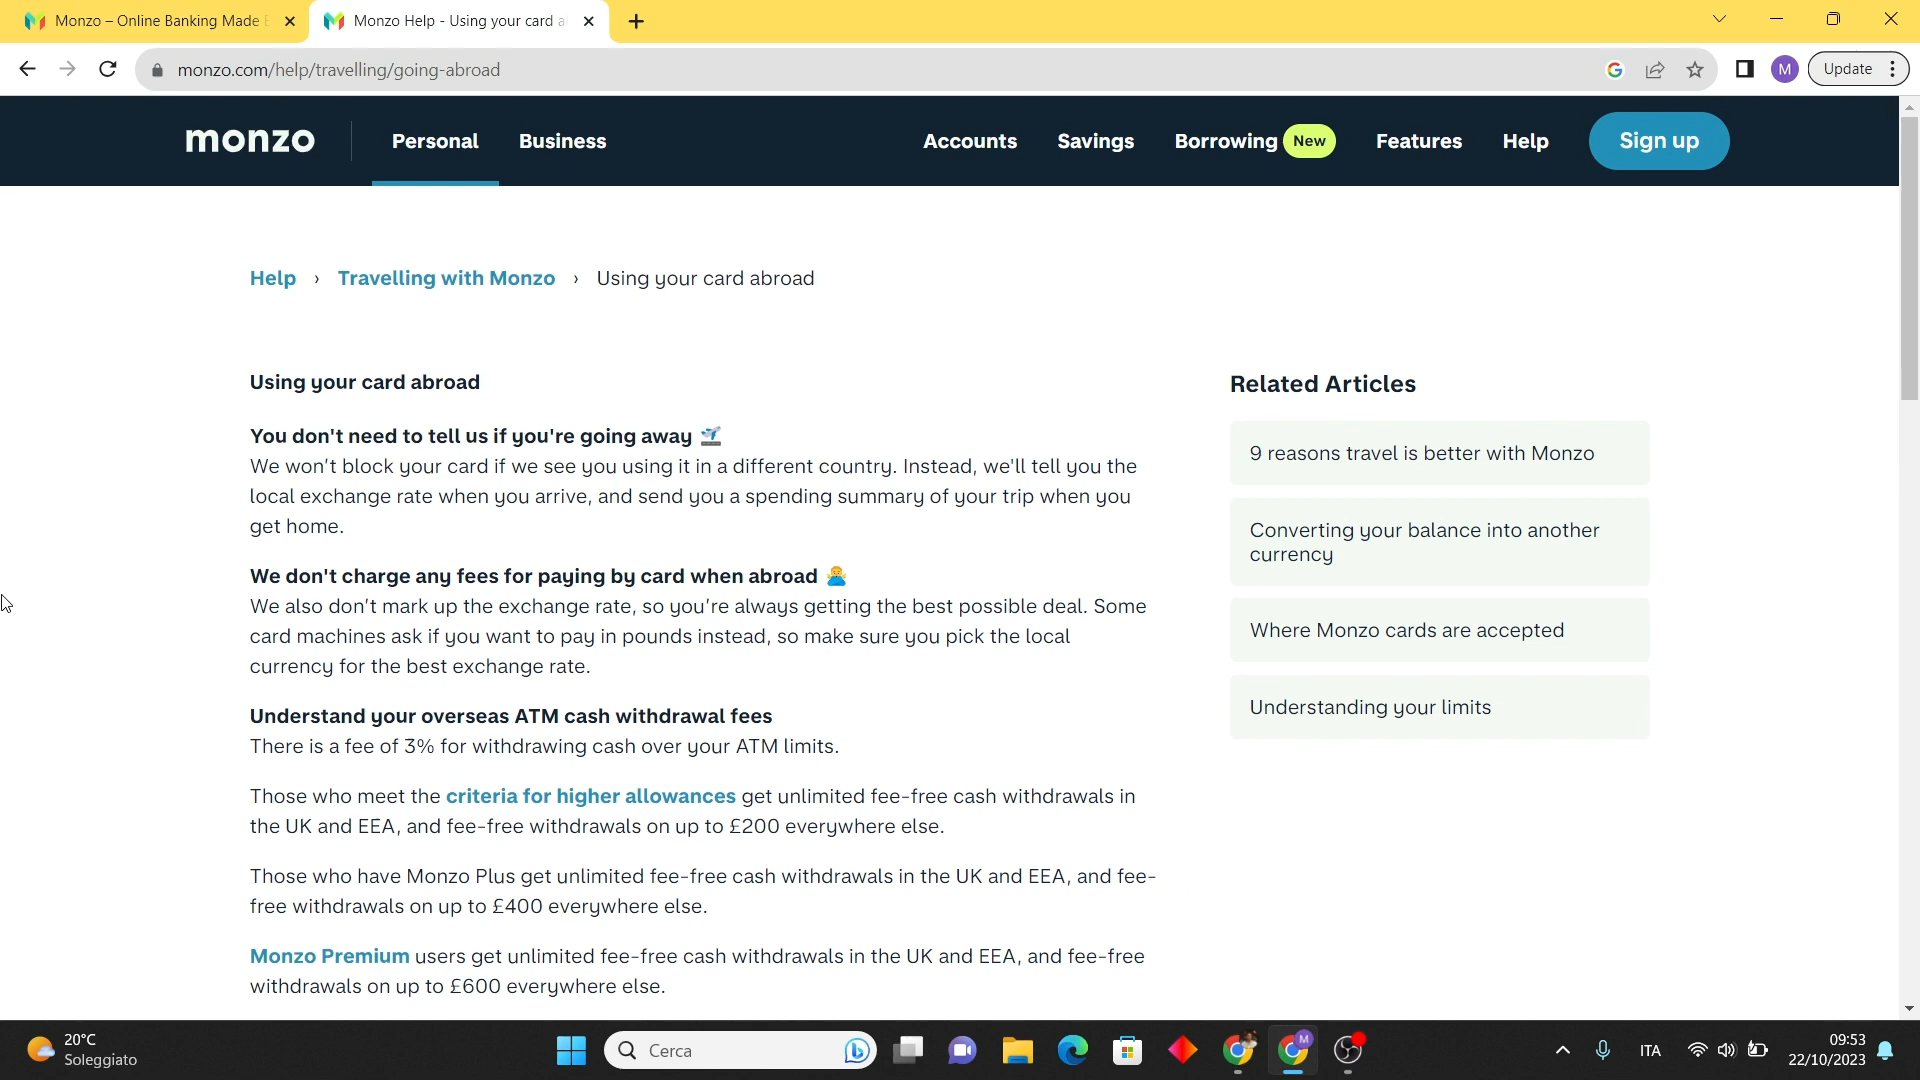 Monzo – Online Banking Made E
Monzo Help - Using your card a
monzo.com/help/travelling/going-abroad
M
Update
monzo
Personal
Business
Accounts
Savings
Borrowing
New
Features
Help
Sign up
Help › Travelling with Monzo › Using your card abroad
Using your card abroad
You don't need to tell us if you're going away
We won’t block your card if we see you using it in a different country. Instead, we'll tell you the
local exchange rate when you arrive, and send you a spending summary of your trip when you
get home.
We don't charge any fees for paying by card when abroad
We also don’t mark up the exchange rate, so you’re always getting the best possible deal. Some
card machines ask if you want to pay in pounds instead, so make sure you pick the local
currency for the best exchange rate.
Understand your overseas ATM cash withdrawal fees
There is a fee of 3% for withdrawing cash over your ATM limits.
Those who meet the criteria for higher allowances get unlimited fee-free cash withdrawals in
the UK and EEA, and fee-free withdrawals on up to £200 everywhere else.
Those who have Monzo Plus get unlimited fee-free cash withdrawals in the UK and EEA, and fee-
free withdrawals on up to £400 everywhere else.
Monzo Premium users get unlimited fee-free cash withdrawals in the UK and EEA, and fee-free
withdrawals on up to £600 everywhere else.
Related Articles
9 reasons travel is better with Monzo
Converting your balance into another
currency
Where Monzo cards are accepted
Understanding your limits
20°C
Soleggiato
Cerca
M
ITA
09:53
22/10/2023